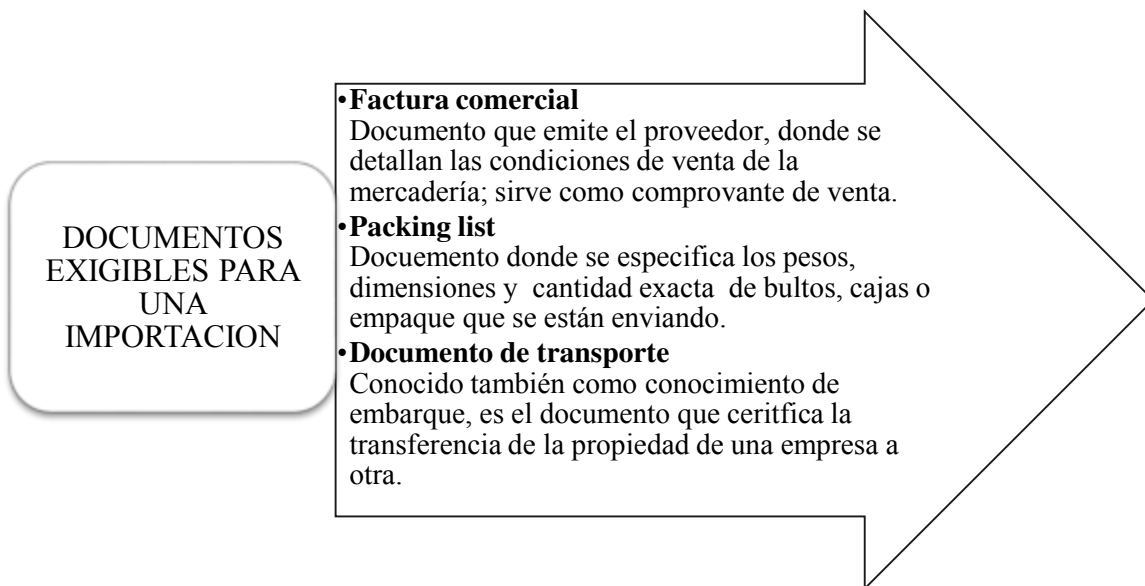 DOCUMENTOS
EXIGIBLES PARA
UNA
IMPORTACION
•Factura comercial
Documento que emite el proveedor, donde se
detallan las condiciones de venta de la
mercadería; sirve como comprovante de venta.
•Packing list
Docuemento donde se especifica los pesos,
dimensiones y cantidad exacta de bultos, cajas o
empaque que se están enviando.
•Documento de transporte
Conocido también como conocimiento de
embarque, es el documento que ceritfica la
transferencia de la propiedad de una empresa a
otra.